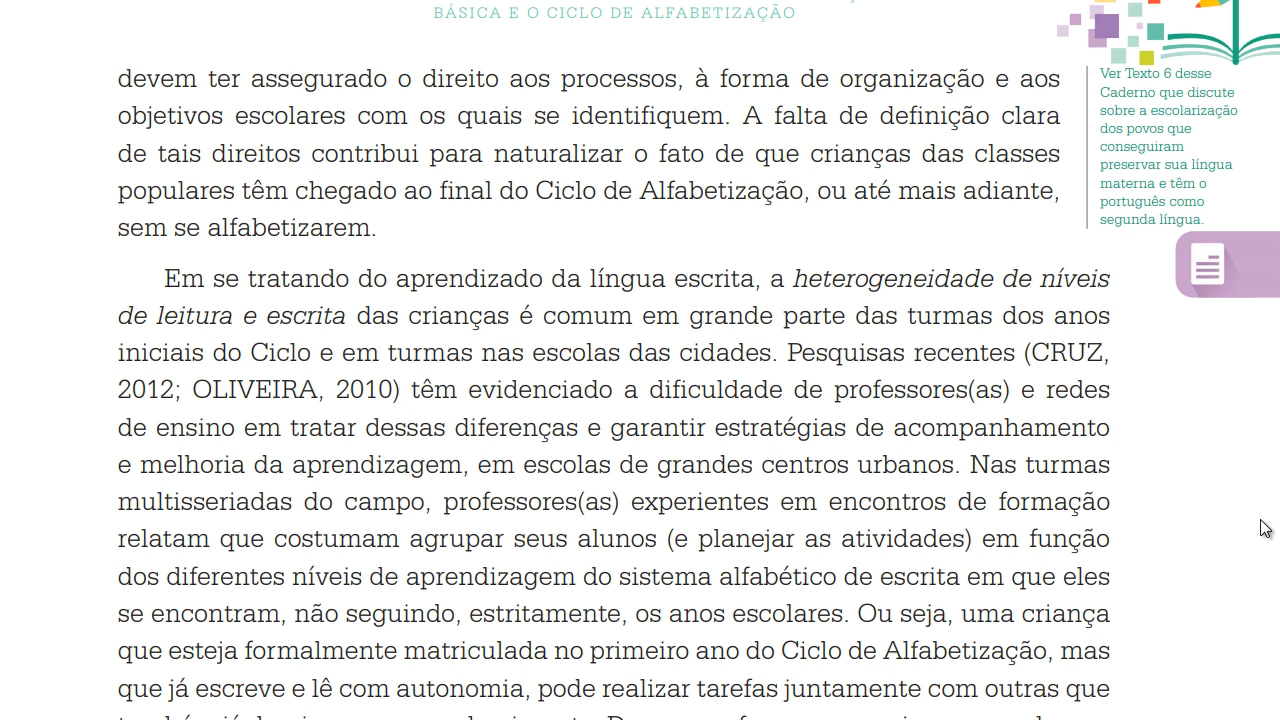 BÁSICA E O CICLO DE ALFABETIZAÇÃO
devem ter assegurado o direito aos processos, à forma de organização e aos
objetivos escolares com os quais se identifiquem. A falta de definição clara
de tais direitos contribui para naturalizar o fato de que crianças das classes
populares têm chegado ao final do Ciclo de Alfabetização, ou até mais adiante,
sem se alfabetizarem.
Ver Texto 6 desse
Caderno que discute
sobre a escolarização
dos povos que
conseguiram
preservar sua língua
materna e têm o
português como
segunda língua.
Em se tratando do aprendizado da língua escrita, a heterogeneidade de níveis
de leitura e escrita das crianças é comum em grande parte das turmas dos anos
iniciais do Ciclo e em turmas nas escolas das cidades. Pesquisas recentes (CRUZ,
2012; OLIVEIRA, 2010) têm evidenciado a dificuldade de professores(as) e redes
de ensino em tratar dessas diferenças e garantir estratégias de acompanhamento
e melhoria da aprendizagem, em escolas de grandes centros urbanos. Nas turmas
multisseriadas do campo, professores(as) experientes em encontros de formação
relatam que costumam agrupar seus alunos (e planejar as atividades) em função
dos diferentes níveis de aprendizagem do sistema alfabético de escrita em que eles
se encontram, não seguindo, estritamente, os anos escolares. Ou seja, uma criança
que esteja formalmente matriculada no primeiro ano do Ciclo de Alfabetização, mas
que já escreve e lê com autonomia, pode realizar tarefas juntamente com outras que